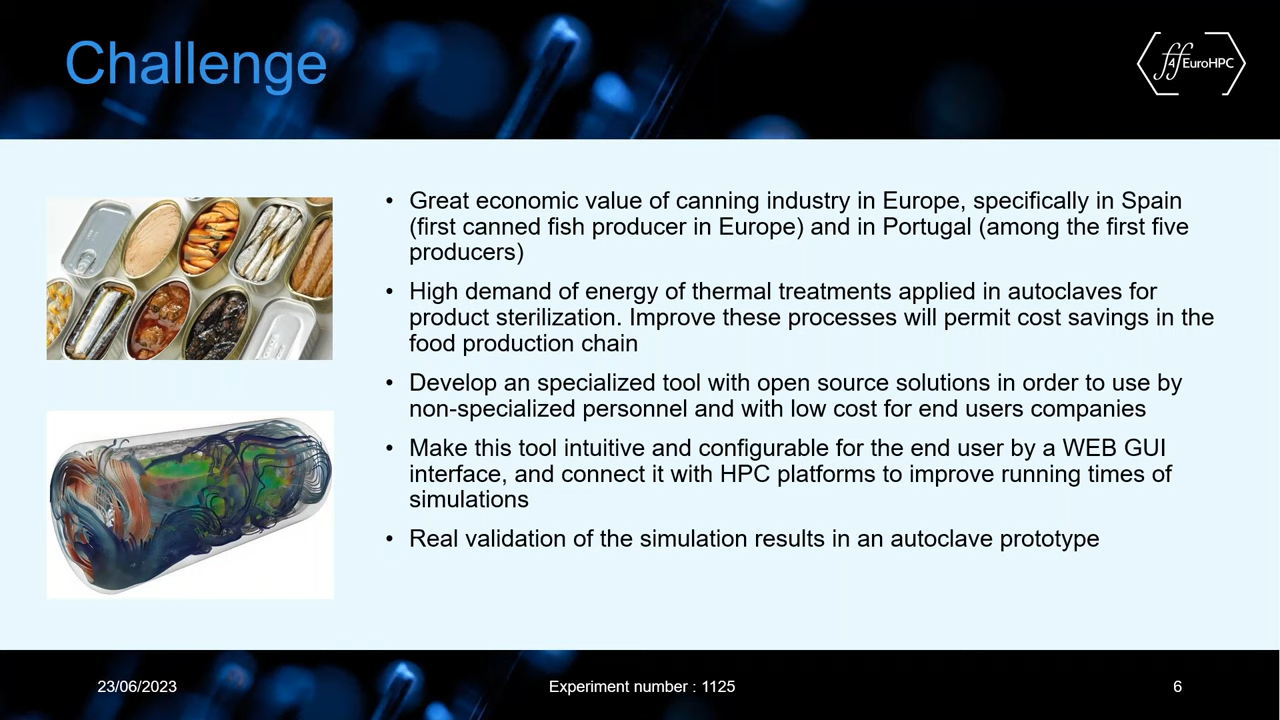 Challenge
ff4EuroHPC
• Great economic value of canning industry in Europe, specifically in Spain
(first canned fish producer in Europe) and in Portugal (among the first five
producers)
• High demand of energy of thermal treatments applied in autoclaves for
product sterilization. Improve these processes will permit cost savings in the
food production chain
• Develop an specialized tool with open source solutions in order to use by
non-specialized personnel and with low cost for end users companies
• Make this tool intuitive and configurable for the end user by a WEB GUI
interface, and connect it with HPC platforms to improve running times of
simulations
• Real validation of the simulation results in an autoclave prototype
23/06/2023
Experiment number : 1125
6